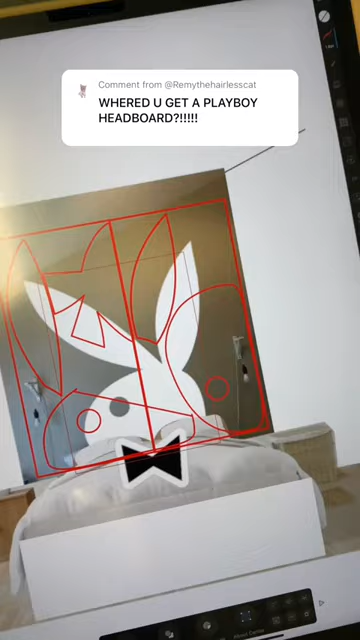 Comment from @Remythehairlesscat
WHERED U GET A PLAYBOY
HEADBOARD?!!!!!